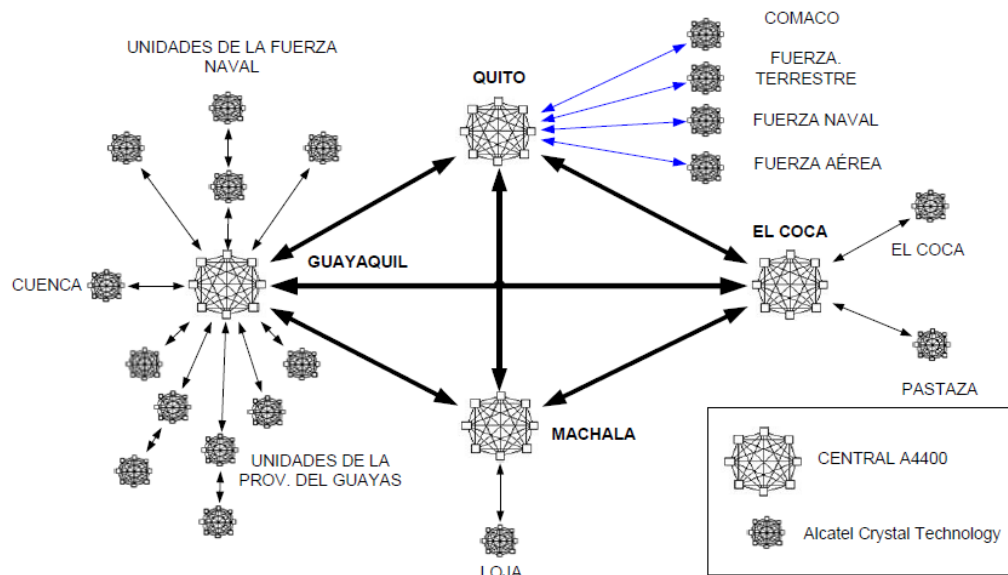 COMACO
UNIDADES DE LA FUERZA
NAVAL
QUITO
FUERZA.
TERRESTRE
FUERZA NAVAL
FUERZA AÉREA
EL COCA
GUAYAQUIL
EL COCA
CUENCA
PASTAZA
MACHALA
UNIDADES DE LA
PROV. DEL GUAYAS
LOJA
CENTRAL A4400
Alcatel Crystal Technology